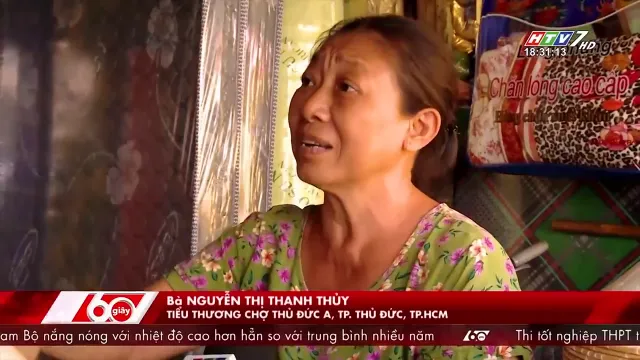 HTV7 HD
18:31:13
Chăn lông cao cấp
Bà NGUYỄN THỊ THANH THỦY
60 giây
TIỂU THƯƠNG CHỢ THỦ ĐỨC A, TP. THỦ ĐỨC, TP.HCM
am Bộ nắng nóng với nhiệt độ cao hơn hẳn so với trung bình nhiều năm 60 Thi tốt nghiệp THPT